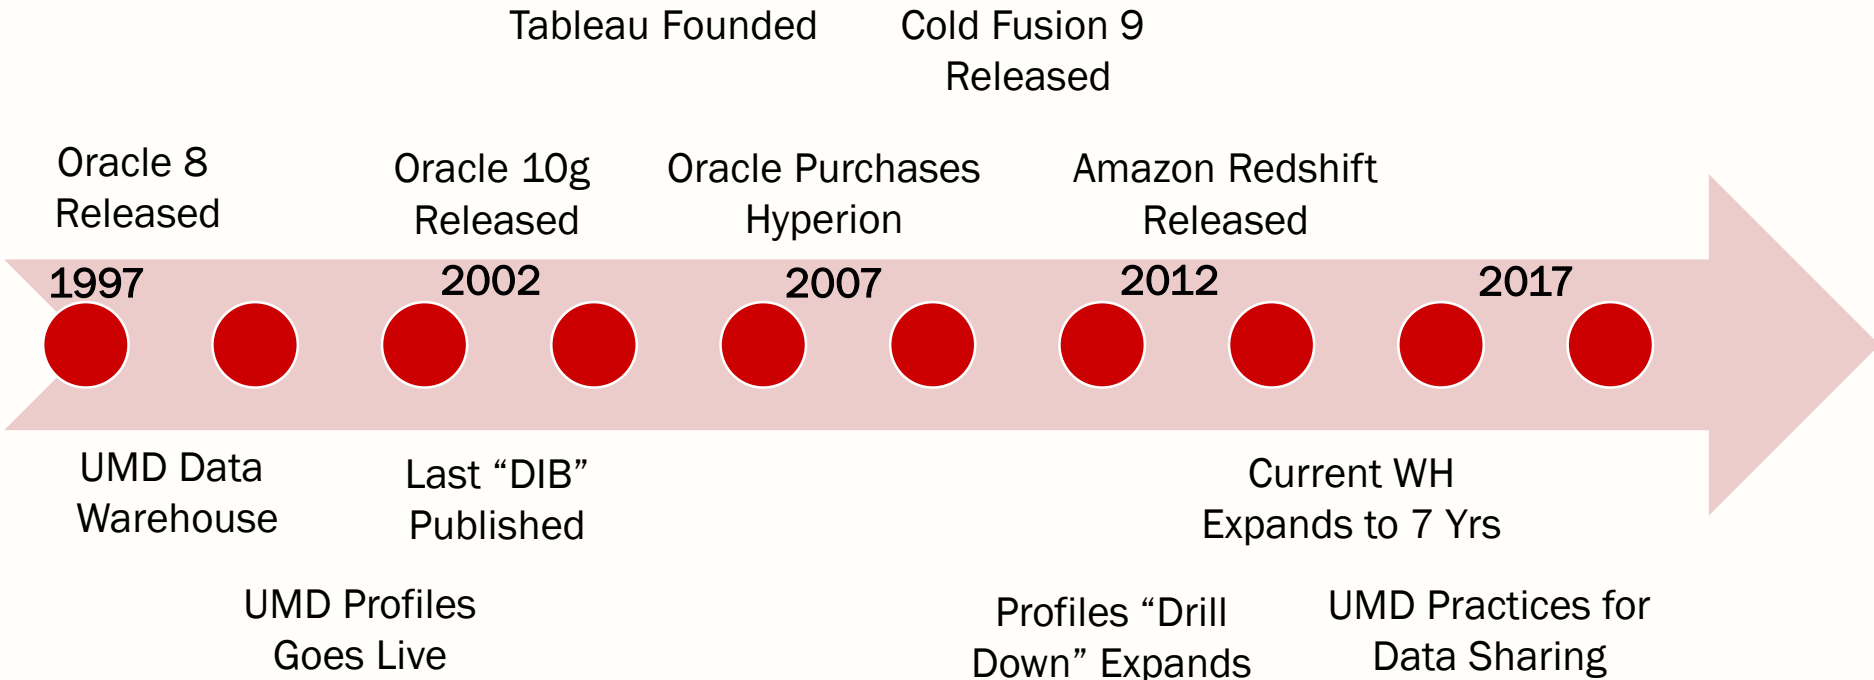 Tableau Founded
Cold Fusion 9
Released
Oracle 8
Released
Oracle 10g
Released
Oracle Purchases
Hyperion
Amazon Redshift
Released
1997
2002
2007
2012
2017
UMD Data
Warehouse
Last “DIB”
Published
Current WH
Expands to 7 Yrs
UMD Profiles
Goes Live
Profiles “Drill
Down” Expands
UMD Practices for
Data Sharing